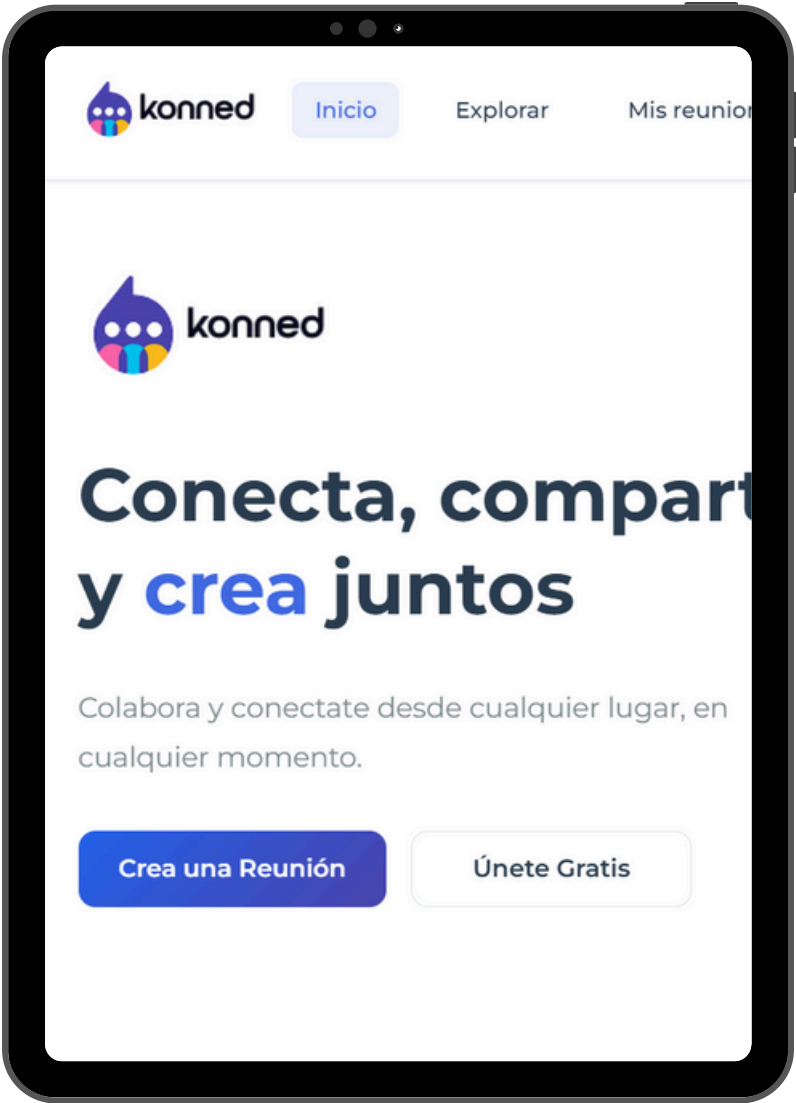 konned Inicio Explorar Mis reunion
konned
Conecta, compart
y crea juntos
Colabora y conectate desde cualquier lugar, en
cualquier momento.
Crea una Reunión Únete Gratis